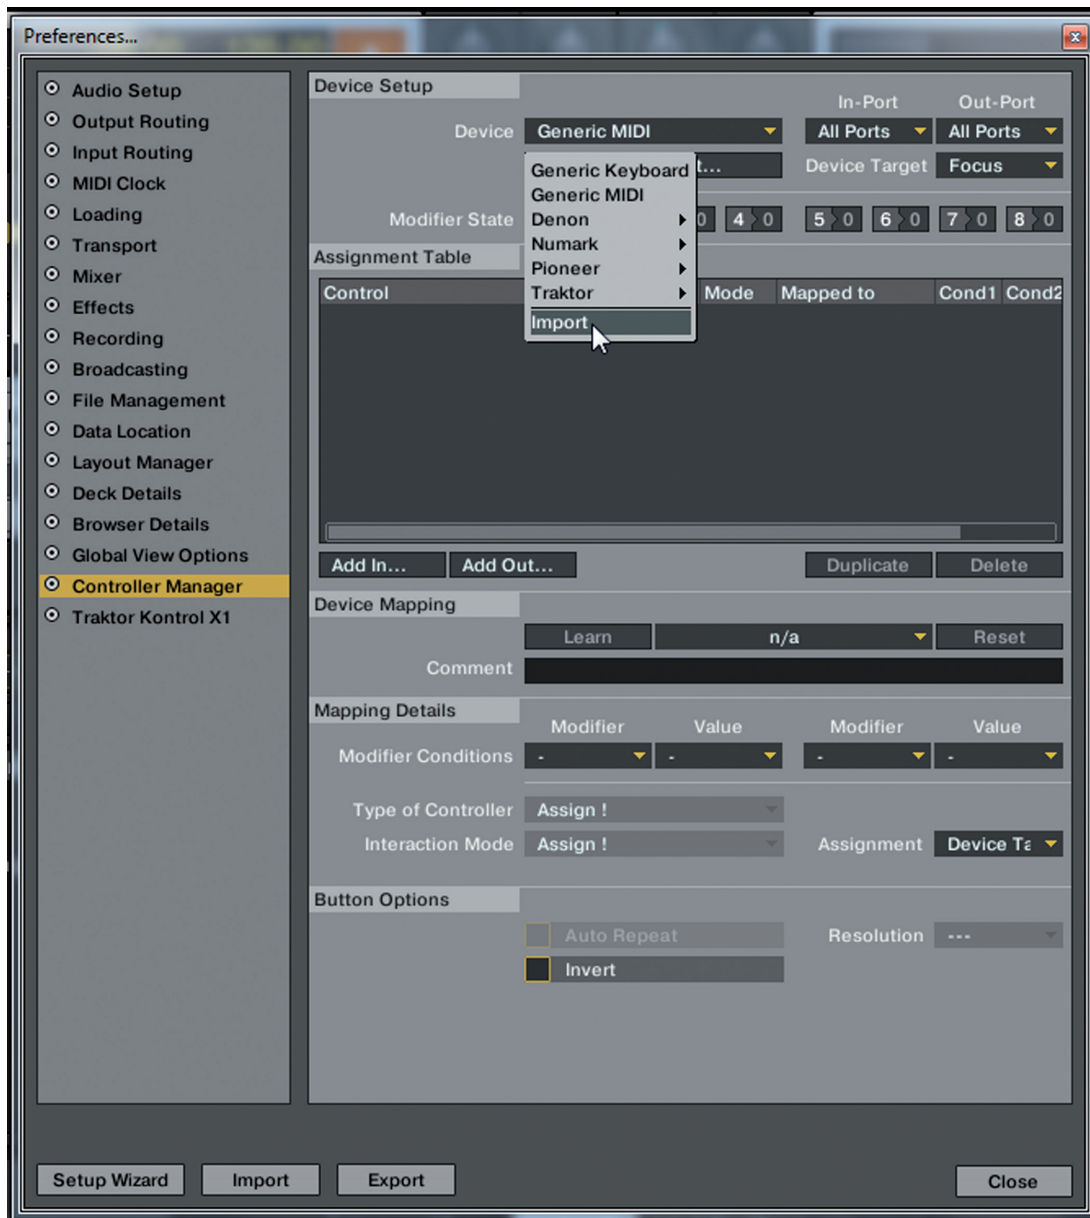 Preferences...
Audio Setup
Output Routing
Input Routing
MIDI Clock
Loading
Transport
Mixer
Effects
Recording
Broadcasting
File Management
Data Location
Layout Manager
Deck Details
Browser Details
Global View Options
Controller Manager
Traktor Kontrol X1
Device Setup
In-Port Out-Port
Device Generic MIDI All Ports All Ports
t... Device Target Focus
Modifier State 0 4 0 5 0 6 0 7 0 8 0
Generic Keyboard
Generic MIDI
Denon
Numark
Pioneer
Traktor
Import
Assignment Table
Control Mode Mapped to Cond1 Cond2
Add In... Add Out... Duplicate Delete
Device Mapping
Learn n/a Reset
Comment
Mapping Details
Modifier Value Modifier Value
Modifier Conditions - - - -
Type of Controller Assign !
Interaction Mode Assign ! Assignment Device Ta
Button Options
Auto Repeat Resolution ---
Invert
Setup Wizard Import Export Close